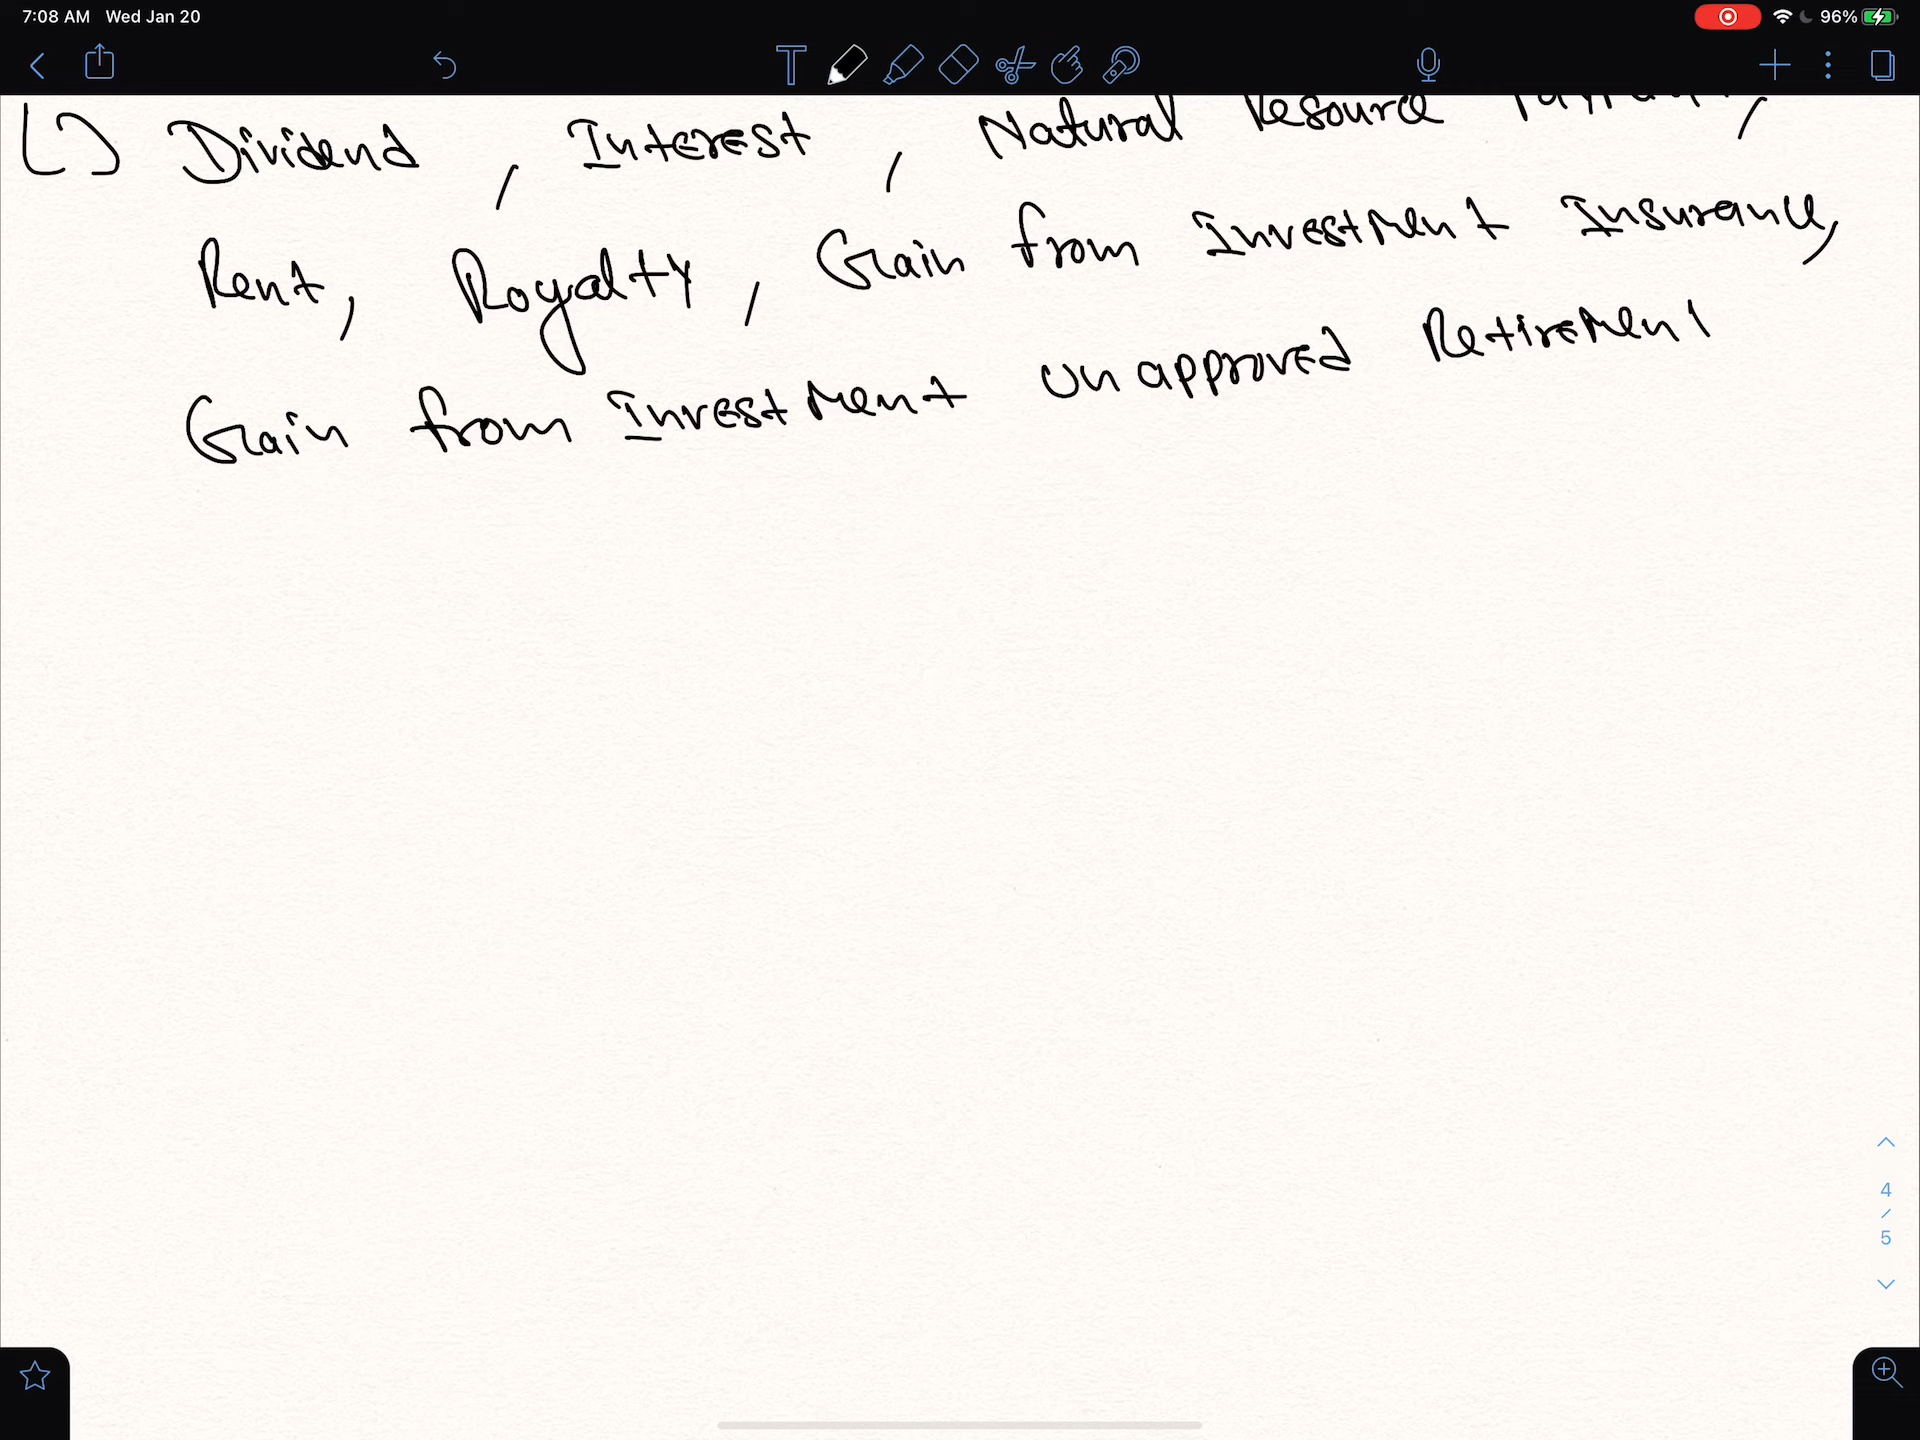 7:08 AM Wed Jan 20 96%
[] Dividend, Interest, Natural Resource
Rent, Royalty, Gain from Investment Insurance,
Gain from Investment Unapproved Retirement
4
/
5